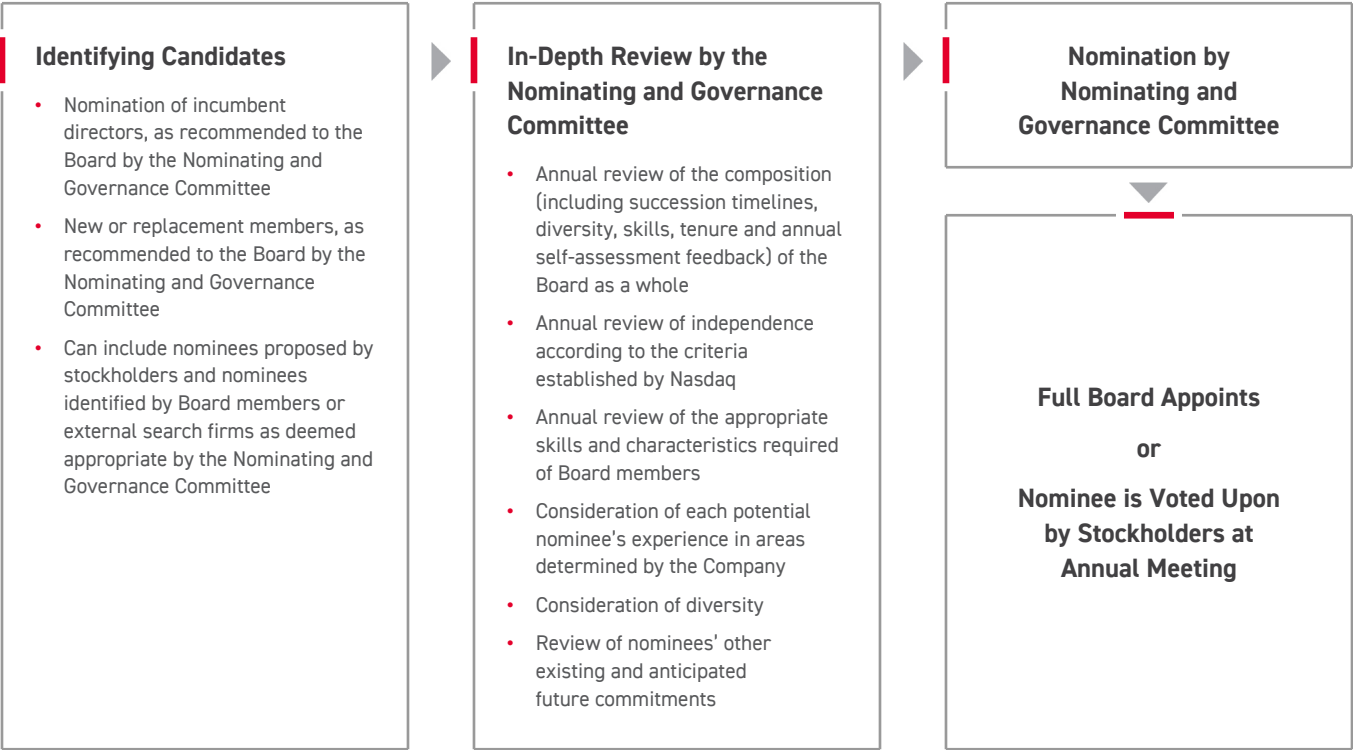 Identifying Candidates
• Nomination of incumbent
directors, as recommended to the
Board by the Nominating and
Governance Committee
• New or replacement members, as
recommended to the Board by the
Nominating and Governance
Committee
• Can include nominees proposed by
stockholders and nominees
identified by Board members or
external search firms as deemed
appropriate by the Nominating and
Governance Committee
In-Depth Review by the
Nominating and Governance
Committee
• Annual review of the composition
(including succession timelines,
diversity, skills, tenure and annual
self-assessment feedback) of the
Board as a whole
• Annual review of independence
according to the criteria
established by Nasdaq
• Annual review of the appropriate
skills and characteristics required
of Board members
• Consideration of each potential
nominee’s experience in areas
determined by the Company
• Consideration of diversity
• Review of nominees’ other
existing and anticipated
future commitments
Nomination by
Nominating and
Governance Committee
Full Board Appoints
or
Nominee is Voted Upon
by Stockholders at
Annual Meeting